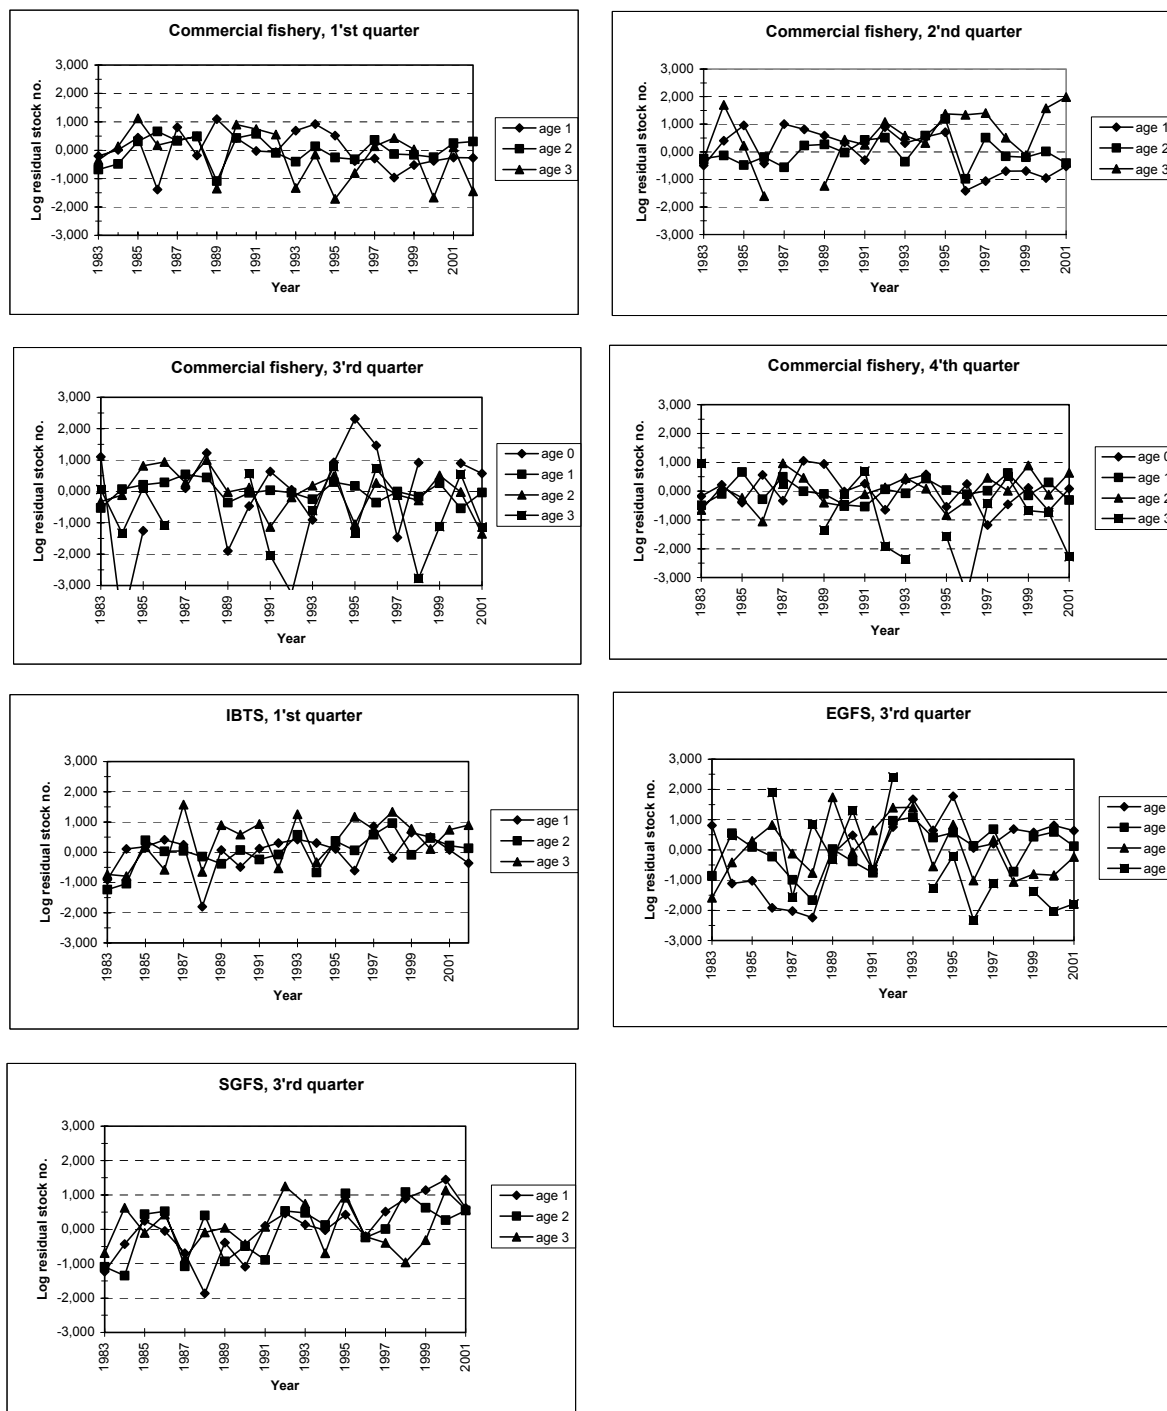 Commercial fishery, 1'st quarter
Log residual stock no.
3,000
2,000
1,000
0,000
-1,000
-2,000
-3,000
1983
1985
1987
1989
1991
1993
1995
1997
1999
2001
Year
age 1
age 2
age 3
Commercial fishery, 2'nd quarter
Log residual stock no.
3,000
2,000
1,000
0,000
-1,000
-2,000
-3,000
1983
1985
1987
1989
1991
1993
1995
1997
1999
2001
Year
age 1
age 2
age 3
Commercial fishery, 3'rd quarter
Log residual stock no.
3,000
2,000
1,000
0,000
-1,000
-2,000
-3,000
1983
1985
1987
1989
1991
1993
1995
1997
1999
2001
Year
age 0
age 1
age 2
age 3
Commercial fishery, 4'th quarter
Log residual stock no.
3,000
2,000
1,000
0,000
-1,000
-2,000
-3,000
1983
1985
1987
1989
1991
1993
1995
1997
1999
2001
Year
age 0
age 1
age 2
age 3
IBTS, 1'st quarter
Log residual stock no.
3,000
2,000
1,000
0,000
-1,000
-2,000
-3,000
1983
1985
1987
1989
1991
1993
1995
1997
1999
2001
Year
age 1
age 2
age 3
EGFS, 3'rd quarter
Log residual stock no.
3,000
2,000
1,000
0,000
-1,000
-2,000
-3,000
1983
1985
1987
1989
1991
1993
1995
1997
1999
2001
Year
age
age
age
age
SGFS, 3'rd quarter
Log residual stock no.
3,000
2,000
1,000
0,000
-1,000
-2,000
-3,000
1983
1985
1987
1989
1991
1993
1995
1997
1999
2001
Year
age 1
age 2
age 3